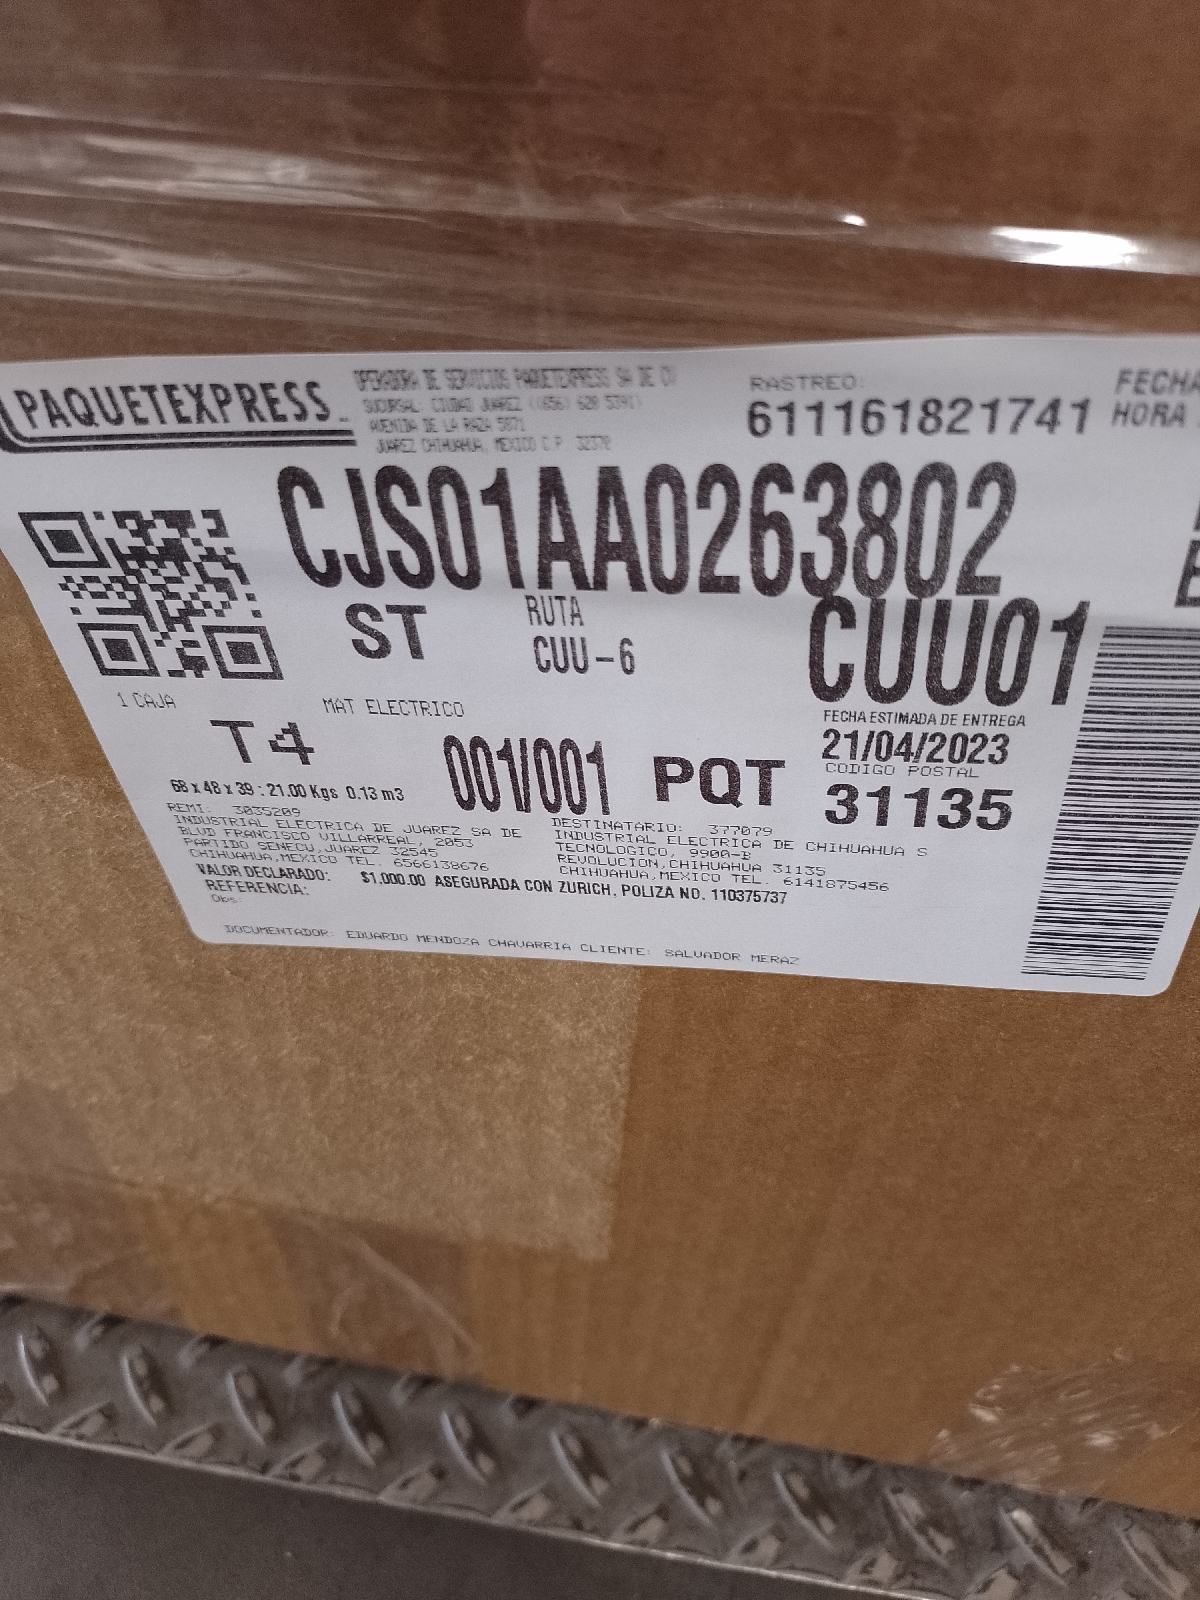 PAQUETEXPRESS
OPERADORA DE SERVICIOS PAQUETEXPRESS SA DE CV
SUCURSAL: CIUDAD JUAREZ ((656) 620 5391)
AVENIDA DE LA RAZA 5871
JUAREZ CHIHUAHUA, MEXICO C.P. 32370
RASTREO:
611161821741
FECHA
HORA
CJS01AA0263802
ST
RUTA
CUU-6
CUU01
1 CAJA
MAT ELECTRICO
T4
001/001
PQT
FECHA ESTIMADA DE ENTREGA
21/04/2023
CODIGO POSTAL
31135
68 x 48 x 39 : 21.00 Kgs 0.13 m3
REMI: 3035209
INDUSTRIAL ELECTRICA DE JUAREZ SA DE
BLVD FRANCISCO VILLARREAL, 2053
PARTIDO SENECU,JUAREZ 32545
CHIHUAHUA,MEXICO TEL. 6566138676
DESTINATARIO: 377079
INDUSTRIAL ELECTRICA DE CHIHUAHUA S
TECNOLOGICO, 9900-B
REVOLUCION,CHIHUAHUA 31135
CHIHUAHUA,MEXICO TEL. 6141875456
VALOR DECLARADO: $1,000.00 ASEGURADA CON ZURICH, POLIZA NO. 110375737
REFERENCIA:
Obs:
DOCUMENTADOR: EDUARDO MENDOZA CHAVARRIA CLIENTE: SALVADOR MERAZ